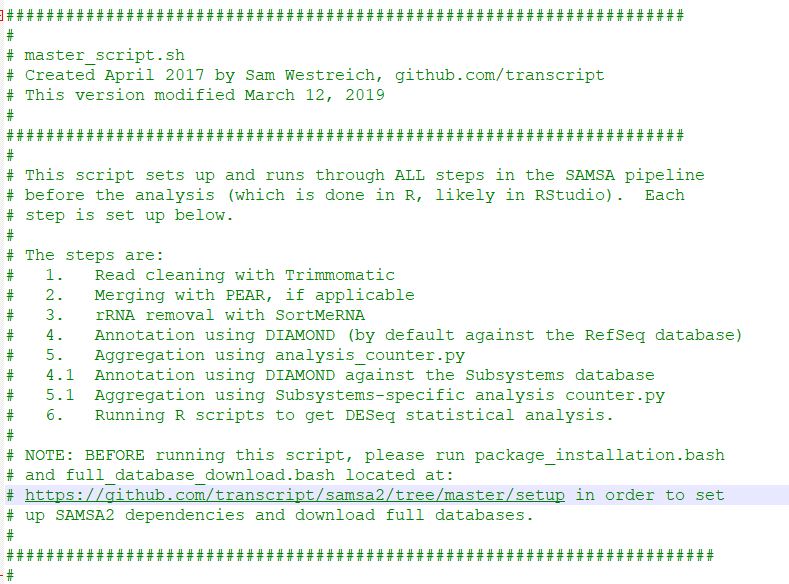 ####################################################################
#
# master_script.sh
# Created April 2017 by Sam Westreich, github.com/transcript
# This version modified March 12, 2019
#
####################################################################
#
# This script sets up and runs through ALL steps in the SAMSA pipeline
# before the analysis (which is done in R, likely in RStudio).  Each
# step is set up below.
#
# The steps are:
#   1.   Read cleaning with Trimmomatic
#   2.   Merging with PEAR, if applicable
#   3.   rRNA removal with SortMeRNA
#   4.   Annotation using DIAMOND (by default against the RefSeq database)
#   5.   Aggregation using analysis_counter.py
#   4.1  Annotation using DIAMOND against the Subsystems database
#   5.1  Aggregation using Subsystems-specific analysis counter.py
#   6.   Running R scripts to get DESeq statistical analysis.
#
# NOTE: BEFORE running this script, please run package_installation.bash
# and full_database_download.bash located at:
# https://github.com/transcript/samsa2/tree/master/setup in order to set
# up SAMSA2 dependencies and download full databases.
#
#######################################################################
#